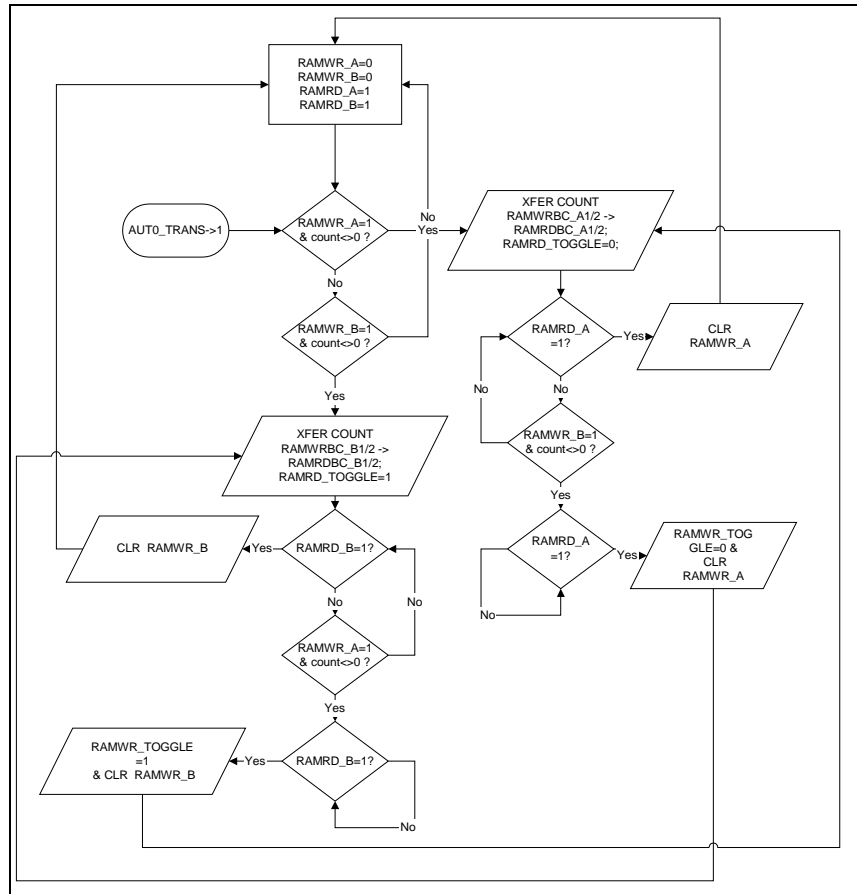 RAMWR_A=0
RAMWR_B=0
RAMRD_A=1
RAMRD_B=1
AUT0_TRANS->1
RAMWR_A=1
& count<>0 ?
No
Yes
XFER COUNT
RAMWRBC_A1/2 ->
RAMRDBC_A1/2;
RAMRD_TOGGLE=0;
No
RAMWR_B=1
& count<>0 ?
RAMRD_A
=1?
Yes
CLR
RAMWR_A
No
No
Yes
RAMWR_B=1
& count<>0 ?
XFER COUNT
RAMWRBC_B1/2 ->
RAMRDBC_B1/2;
RAMRD_TOGGLE=1
Yes
CLR RAMWR_B
Yes
RAMRD_B=1?
RAMRD_A
=1?
Yes
RAMWR_TOG
GLE=0 &
CLR
RAMWR_A
No
No
No
RAMWR_A=1
& count<>0 ?
Yes
RAMWR_TOGGLE
=1
& CLR RAMWR_B
Yes
RAMRD_B=1?
No